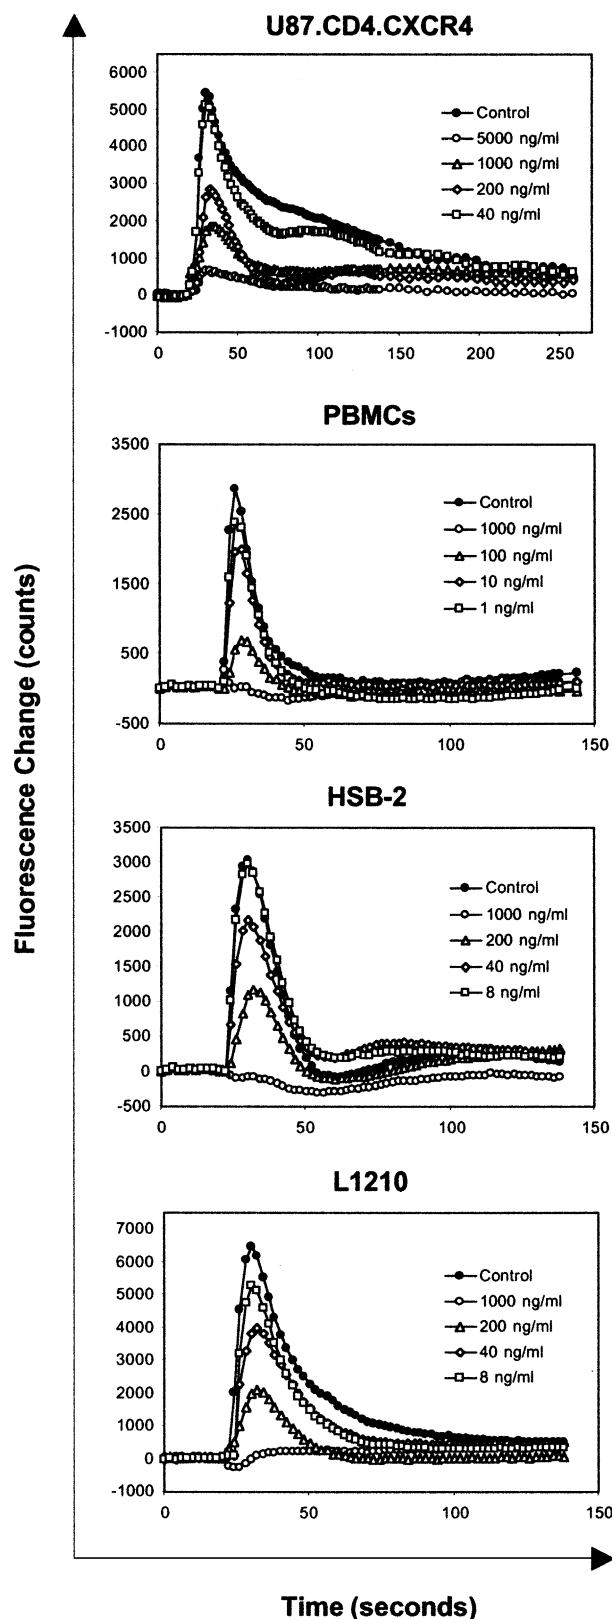 U87.CD4.CXCR4
6000
5000
4000
3000
2000
1000
0
-1000
Control
5000 ng/ml
1000 ng/ml
200 ng/ml
40 ng/ml
0 50 100 150 200 250
PBMCs
3500
2500
1500
500
-500
Control
1000 ng/ml
100 ng/ml
10 ng/ml
1 ng/ml
0 50 100 150
Fluorescence Change (counts)
HSB-2
3500
3000
2500
2000
1500
1000
500
0
-500
Control
1000 ng/ml
200 ng/ml
40 ng/ml
8 ng/ml
0 50 100 150
L1210
7000
6000
5000
4000
3000
2000
1000
0
-1000
Control
1000 ng/ml
200 ng/ml
40 ng/ml
8 ng/ml
0 50 100 150
Time (seconds)